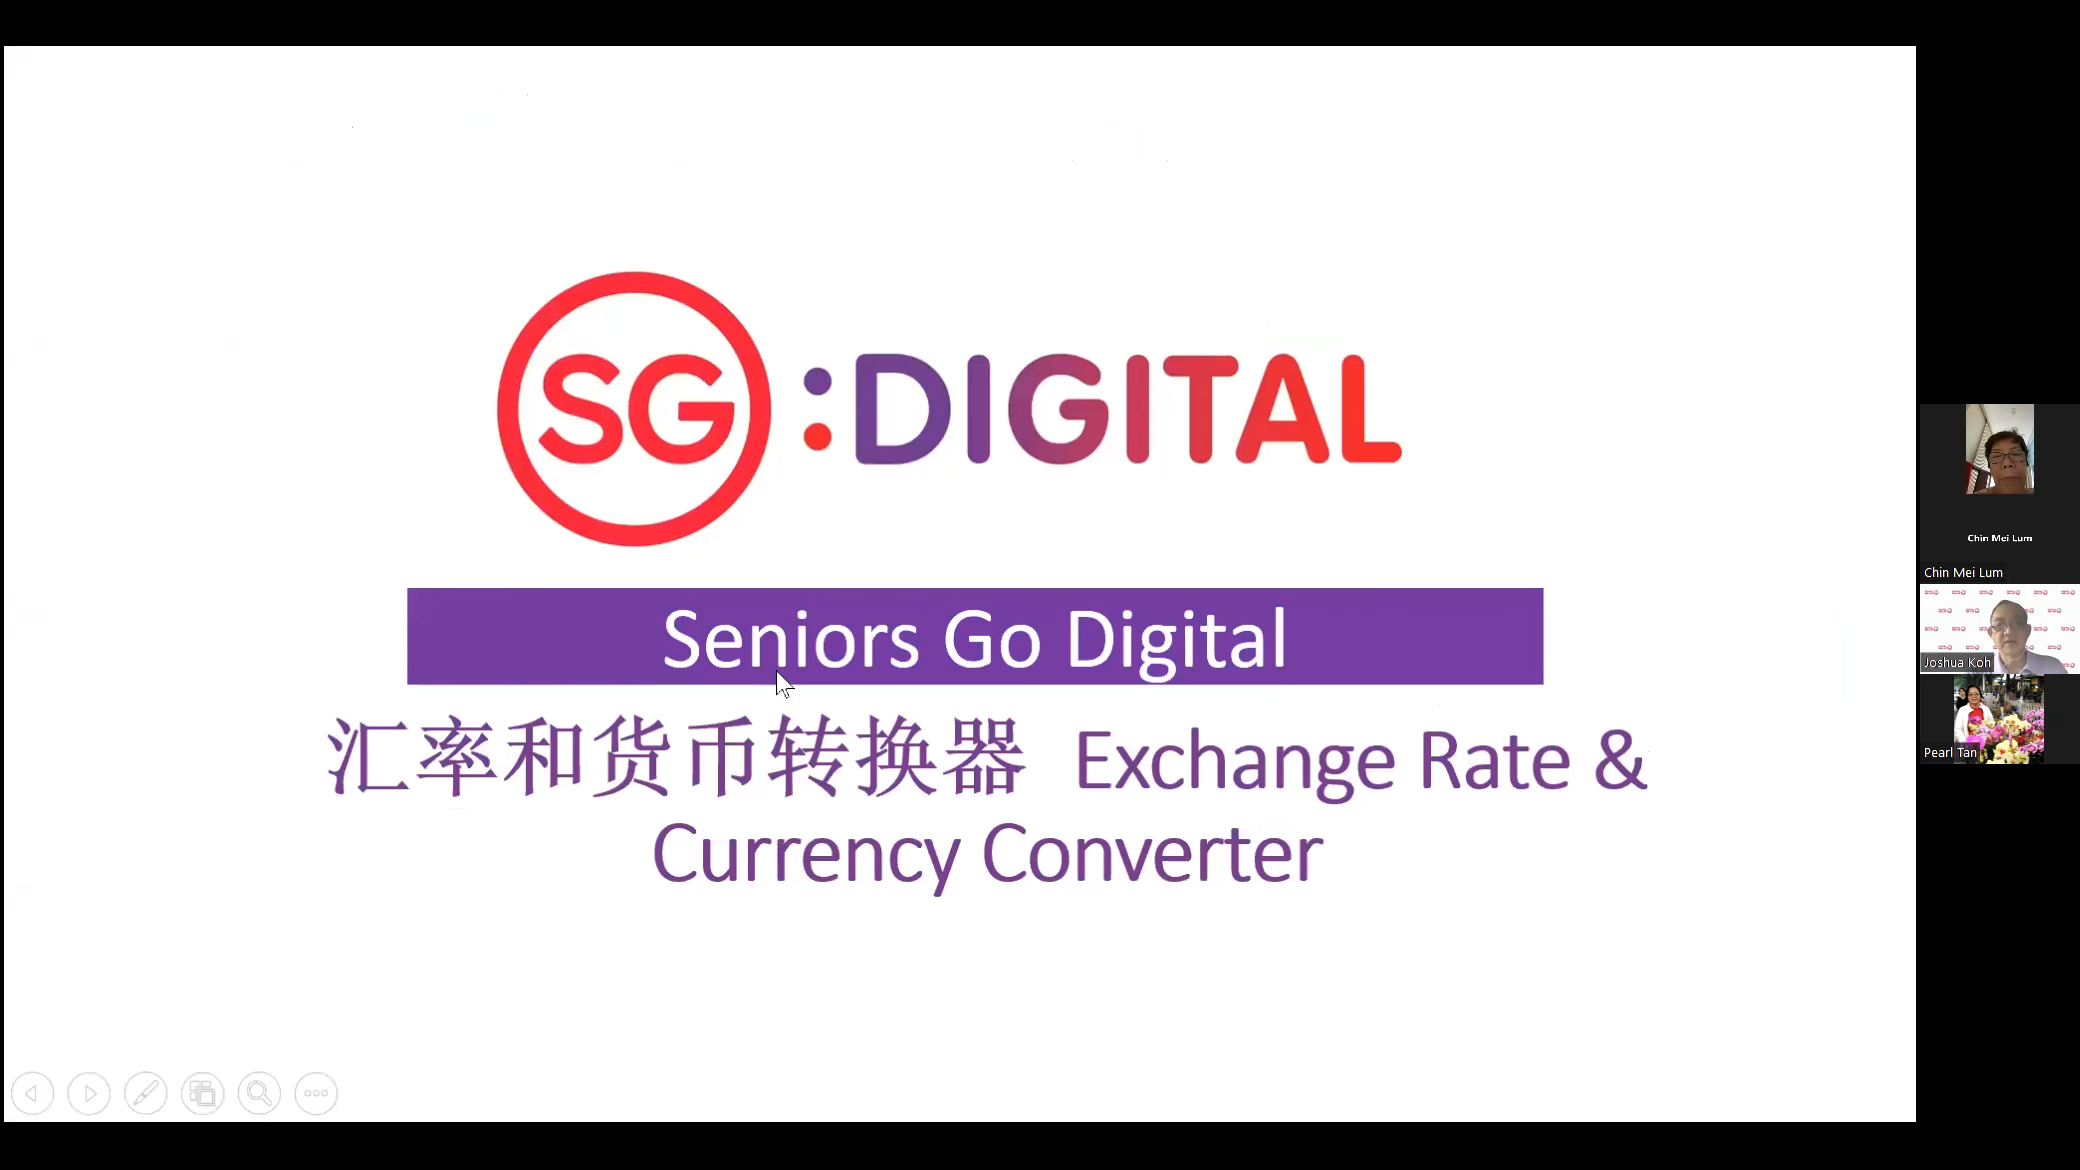 SG:DIGITAL
Seniors Go Digital
汇率和货币转换器 Exchange Rate &
Currency Converter
Chin Mei Lum
Chin Mei Lum
Joshua Koh
Pearl Tan